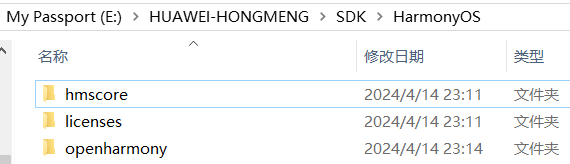 My Passport (E:) > HUAWEI-HONGMENG > SDK > HarmonyOS
名称 修改日期 类型
hmscore 2024/4/14 23:11 文件夹
licenses 2024/4/14 23:11 文件夹
openharmony 2024/4/14 23:14 文件夹